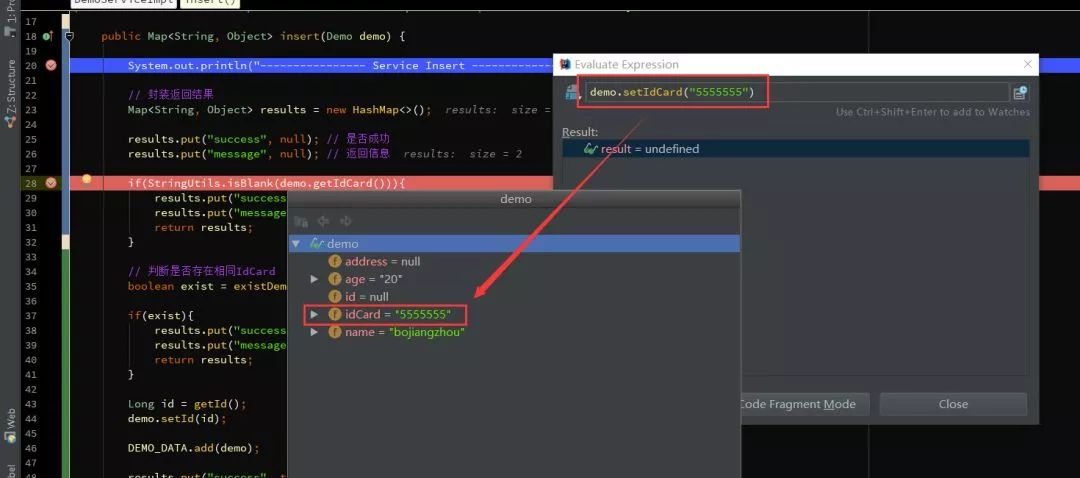 DemoServiceImpl insert()
1: Pr
Z: Structure
Web
17
18 public Map<String, Object> insert(Demo demo) {
19
20 System.out.println("--------------- Service Insert ------------
21
22 // 封装返回结果
23 Map<String, Object> results = new HashMap<>(); results: size =
24
25 results.put("success", null); // 是否成功
26 results.put("message", null); // 返回信息 results: size = 2
27
28 if(StringUtils.isBlank(demo.getIdCard())){
29 results.put("succes
30 results.put("message
31 return results;
32 }
33
34 // 判断是否存在相同IdCard
35 boolean exist = existDem
36
37 if(exist){
38 results.put("success
39 results.put("message
40 return results;
41 }
42
43 Long id = getId();
44 demo.setId(id);
45
46 DEMO_DATA.add(demo);
47
48
Evaluate Expression
demo.setIdCard("5555555")
Use Ctrl+Shift+Enter to add to Watches
Result:
result = undefined
Code Fragment Mode
Close
demo
demo
address = null
age = "20"
id = null
idCard = "5555555"
name = "bojiangzhou"